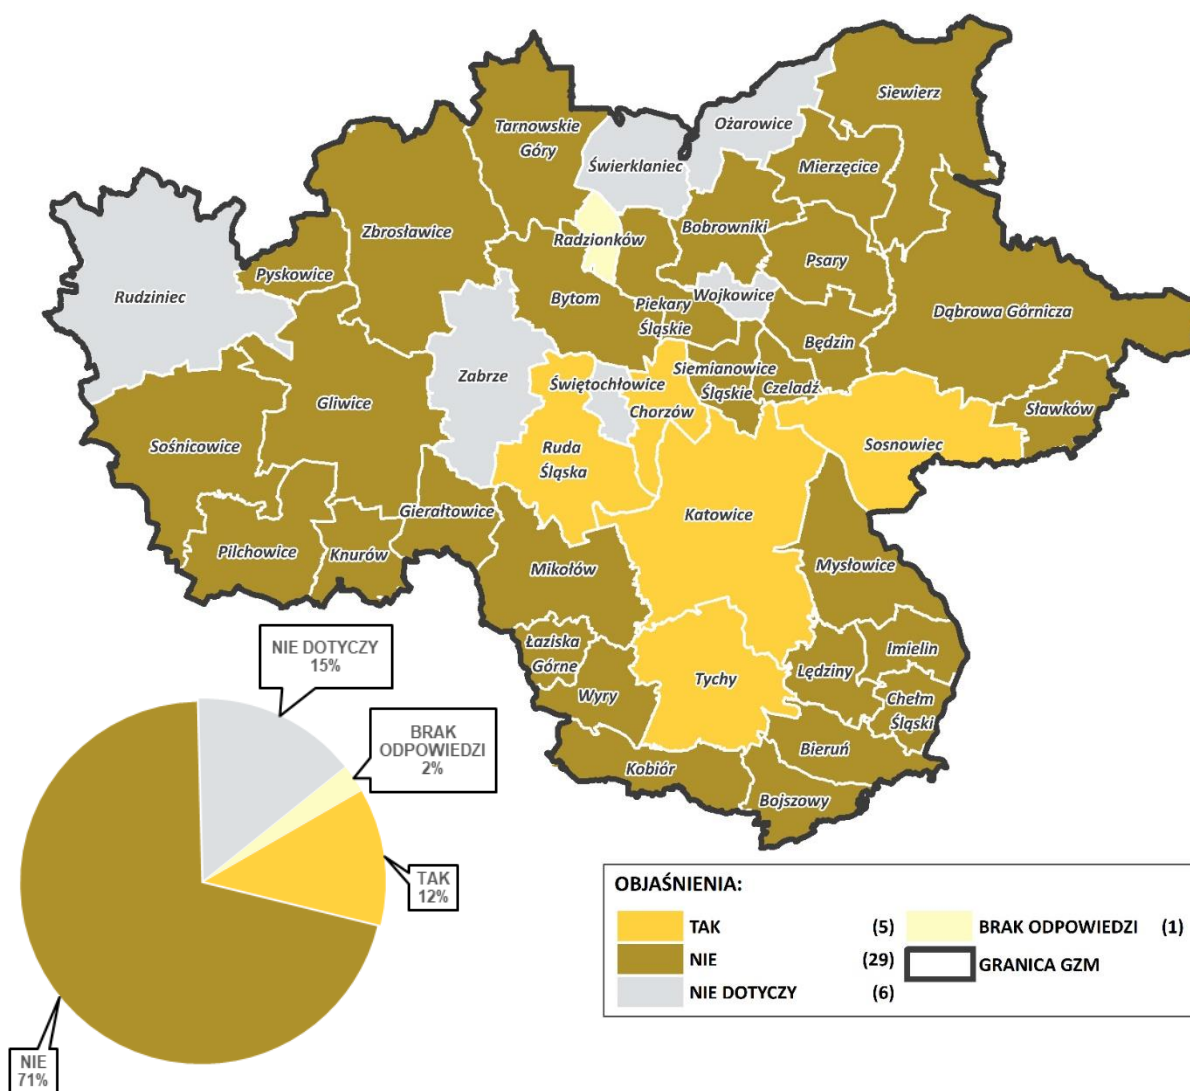 Siewierz
Ożarowice
Tarnowskie
Góry
Świerklaniec
Mierzęcice
Zbrosławice
Radzionków
Bobrowniki
Psary
Pyskowice
Rudziniec
Bytom
Wojkowice
Piekary
Śląskie
Dąbrowa Górnicza
Będzin
Zabrze
Świętochłowice
Siemianowice
Śląskie
Czeladź
Gliwice
Chorzów
Sławków
Sośnicowice
Ruda
Śląska
Sosnowiec
Gierałtowice
Katowice
Pilchowice
Knurów
Mikołów
Mysłowice
Łaziska
Górne
Imielin
Lędziny
Tychy
Wyry
Chełm
Śląski
Bieruń
Kobiór
Bojszowy
NIE DOTYCZY
15%
BRAK
ODPOWIEDZI
2%
TAK
12%
NIE
71%
OBJAŚNIENIA:
TAK (5) BRAK ODPOWIEDZI (1)
NIE (29) GRANICA GZM
NIE DOTYCZY (6)